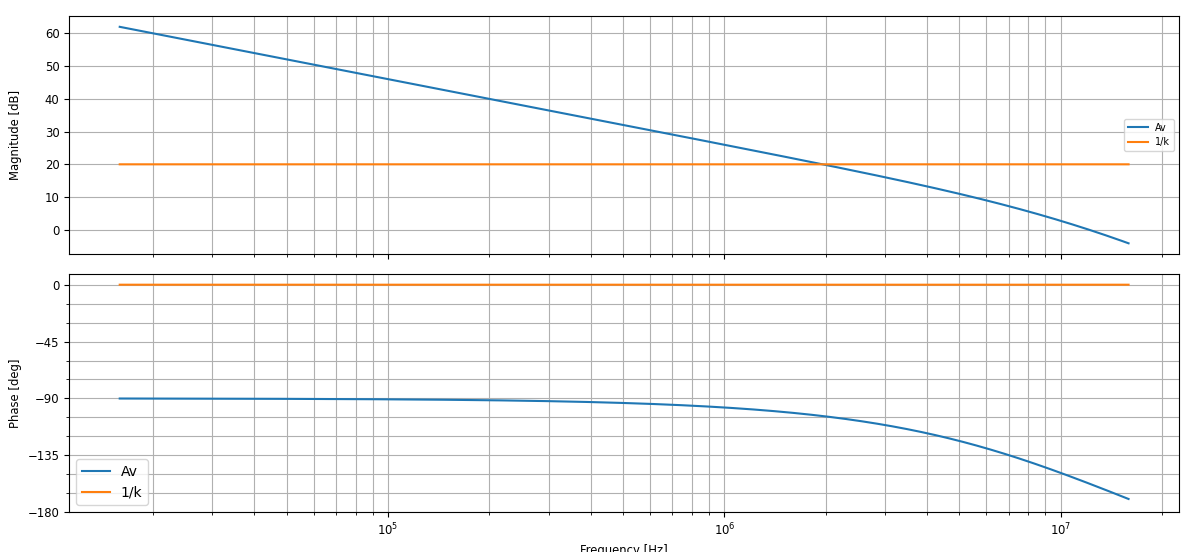 60
50
40
30
20
10
0
Magnitude [dB]
Av
1/k
0
−45
−90
−135
−180
Phase [deg]
Av
1/k
10^5
10^6
10^7
Frequency [Hz]